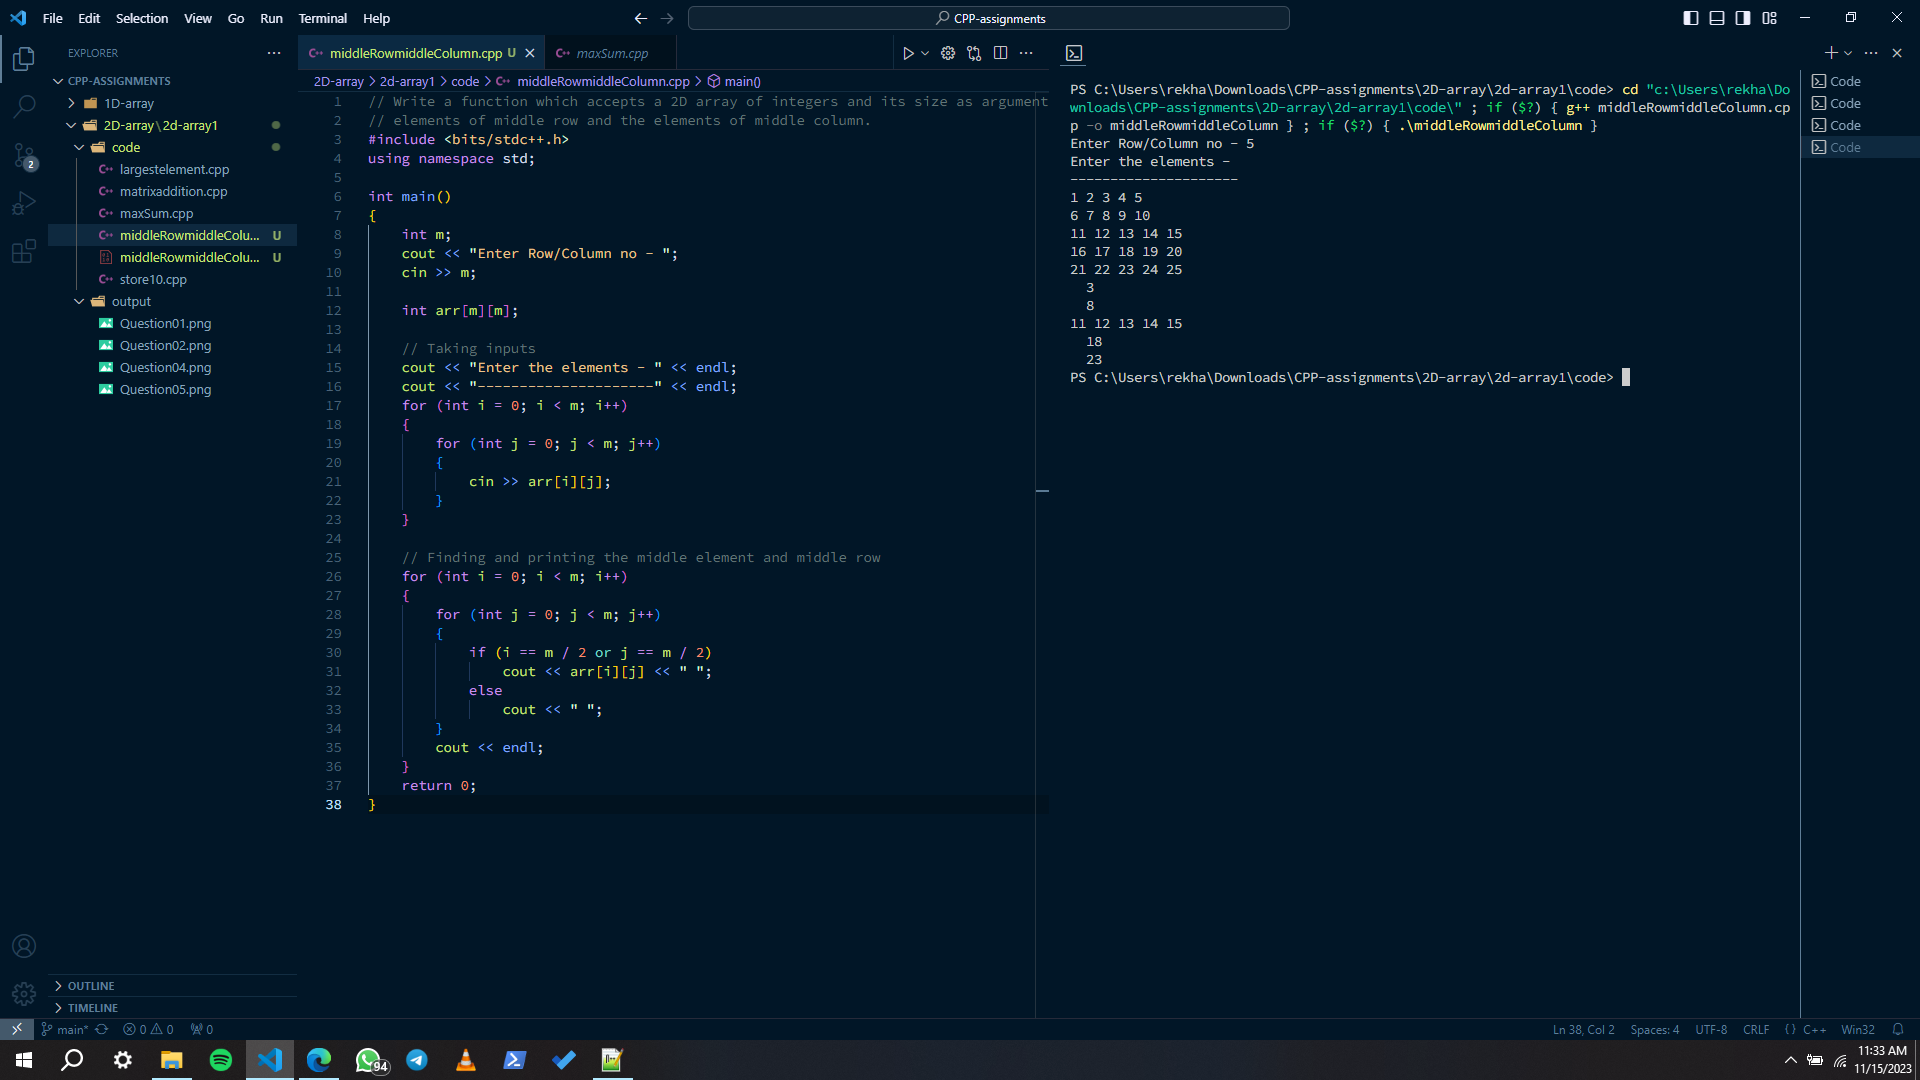 File Edit Selection View Go Run Terminal Help
CPP-assignments
EXPLORER
CPP-ASSIGNMENTS
1D-array
2D-array\2d-array1
code
largestelement.cpp
matrixaddition.cpp
maxSum.cpp
middleRowmiddleColu... U
middleRowmiddleColu... U
store10.cpp
output
Question01.png
Question02.png
Question04.png
Question05.png
OUTLINE
TIMELINE
2
middleRowmiddleColumn.cpp U
maxSum.cpp
2D-array > 2d-array1 > code > middleRowmiddleColumn.cpp > main()
1 // Write a function which accepts a 2D array of integers and its size as argument
2 // elements of middle row and the elements of middle column.
3 #include <bits/stdc++.h>
4 using namespace std;
5
6 int main()
7 {
8 int m;
9 cout << "Enter Row/Column no - ";
10 cin >> m;
11
12 int arr[m][m];
13
14 // Taking inputs
15 cout << "Enter the elements - " << endl;
16 cout << "---------------------" << endl;
17 for (int i = 0; i < m; i++)
18 {
19 for (int j = 0; j < m; j++)
20 {
21 cin >> arr[i][j];
22 }
23 }
24
25 // Finding and printing the middle element and middle row
26 for (int i = 0; i < m; i++)
27 {
28 for (int j = 0; j < m; j++)
29 {
30 if (i == m / 2 or j == m / 2)
31 cout << arr[i][j] << " ";
32 else
33 cout << " ";
34 }
35 cout << endl;
36 }
37 return 0;
38 }
PS C:\Users\rekha\Downloads\CPP-assignments\2D-array\2d-array1\code> cd "c:\Users\rekha\Do
wnloads\CPP-assignments\2D-array\2d-array1\code\" ; if ($?) { g++ middleRowmiddleColumn.cp
p -o middleRowmiddleColumn } ; if ($?) { .\middleRowmiddleColumn }
Enter Row/Column no - 5
Enter the elements -
---------------------
1 2 3 4 5
6 7 8 9 10
11 12 13 14 15
16 17 18 19 20
21 22 23 24 25
3
8
11 12 13 14 15
18
23
PS C:\Users\rekha\Downloads\CPP-assignments\2D-array\2d-array1\code>
Code
Code
Code
Code
main* 0 0 0
Ln 38, Col 2 Spaces: 4 UTF-8 CRLF {} C++ Win32
94
11:33 AM
11/15/2023